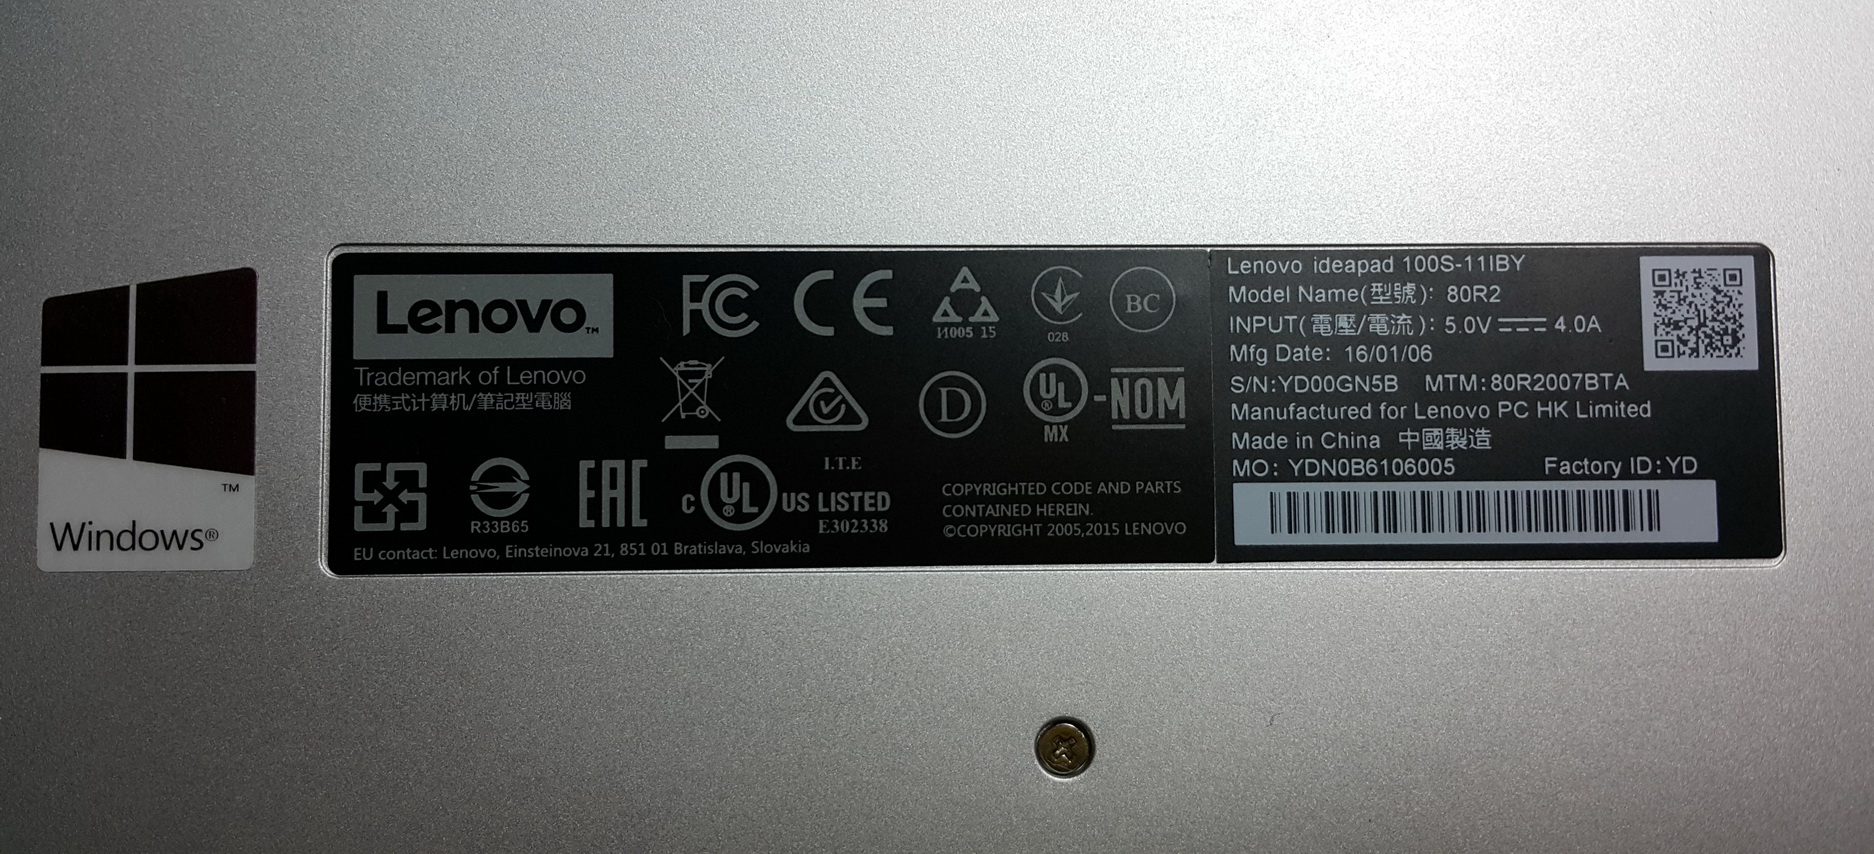 Windows®
™
Lenovo™
Trademark of Lenovo
便携式计算机/筆記型電腦
FC CE
И005 15
028
BC
D
UL ® MX -NOM
R33B65
EAC
I.T.E
C UL ® US LISTED
E302338
COPYRIGHTED CODE AND PARTS
CONTAINED HEREIN.
©COPYRIGHT 2005,2015 LENOVO
EU contact: Lenovo, Einsteinova 21, 851 01 Bratislava, Slovakia
Lenovo ideapad 100S-11IBY
Model Name(型號): 80R2
INPUT(電壓/電流): 5.0V⎓4.0A
Mfg Date: 16/01/06
S/N:YD00GN5B MTM:80R2007BTA
Manufactured for Lenovo PC HK Limited
Made in China 中國製造
MO: YDN0B6106005 Factory ID:YD